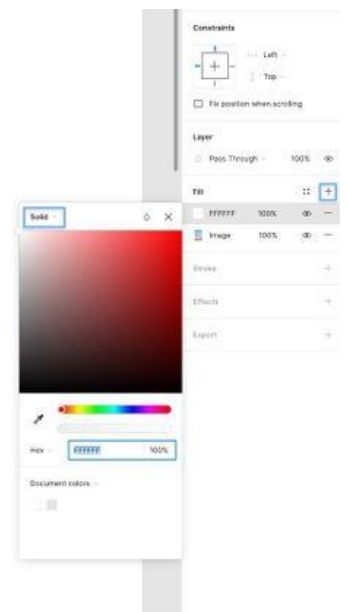 Constraints
Left
Top
Fix position when scrolling
Layer
Pass Through
100%
Fill
FFFFFF 100%
Image 100%
Stroke
Effects
Export
Solid
Hex FFFFFF 100%
Document colors